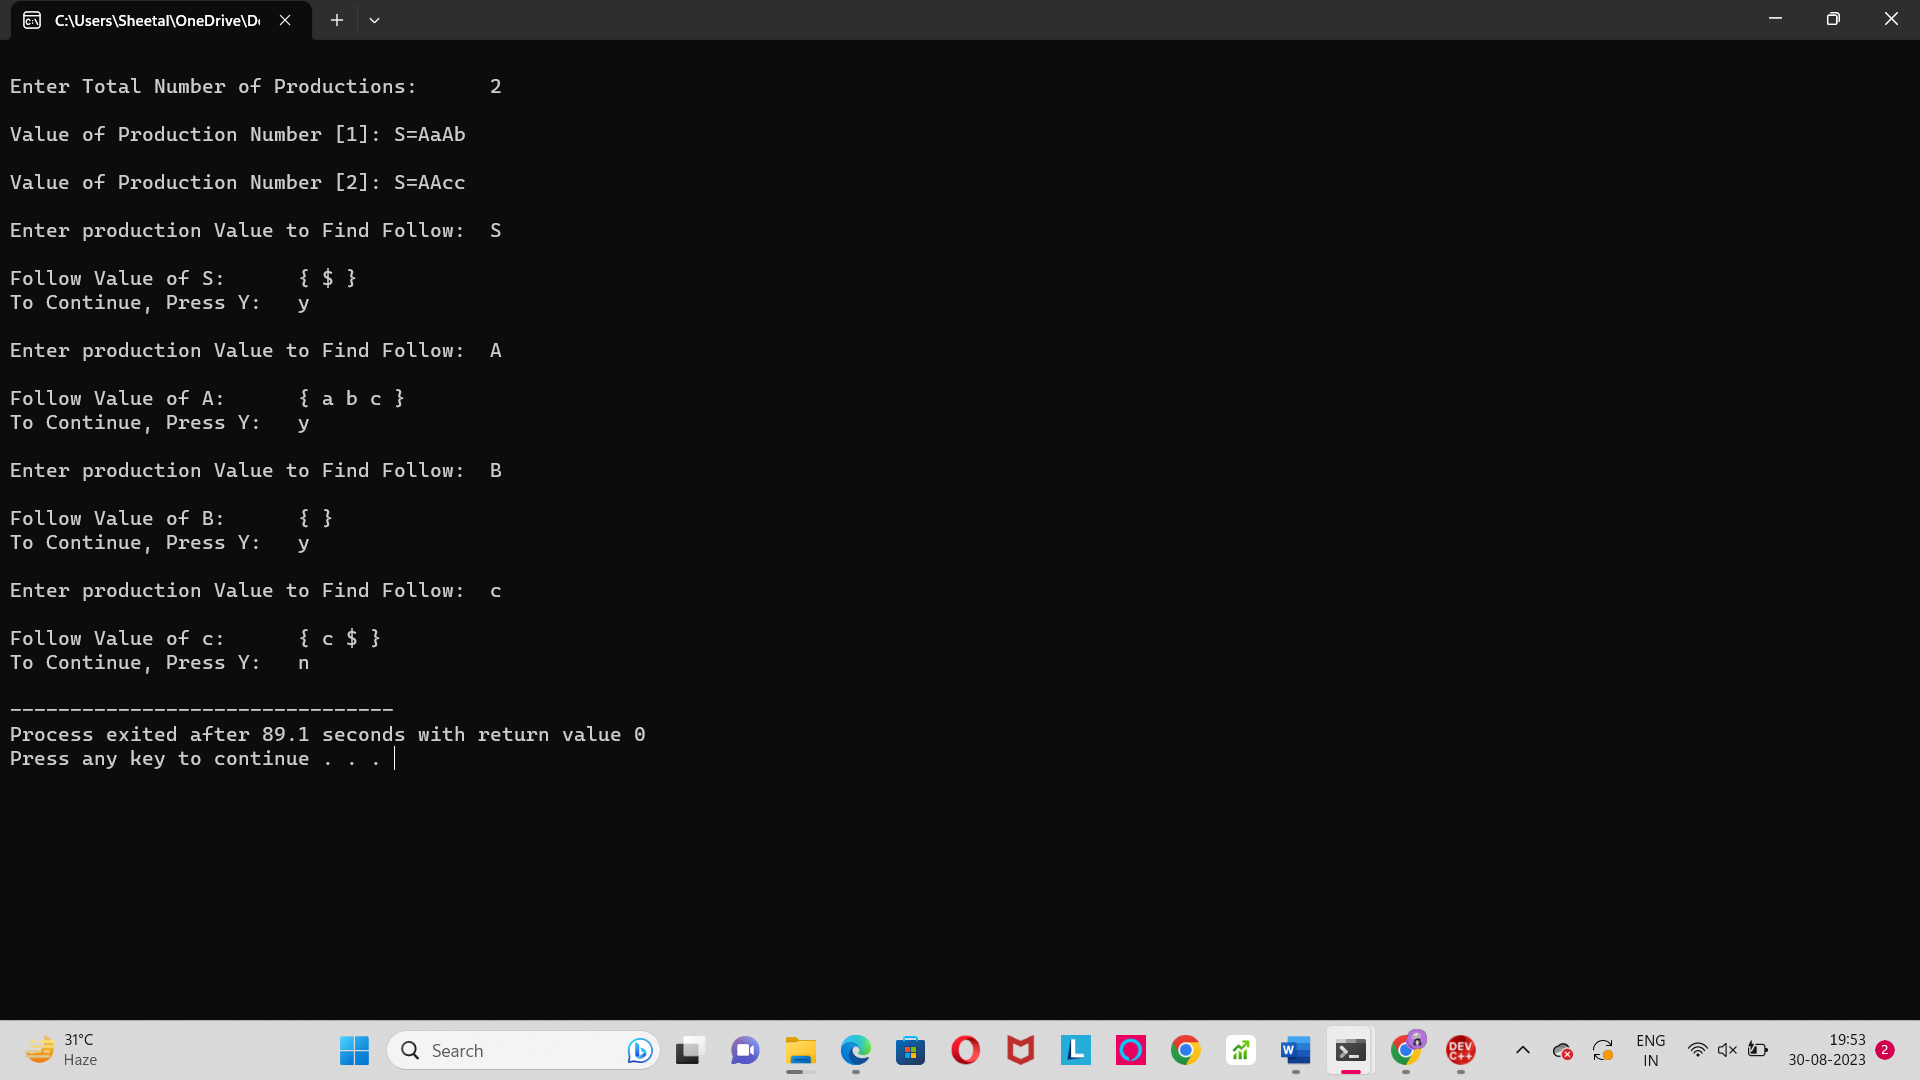 C:\Users\Sheetal\OneDrive\De
Enter Total Number of Productions: 2
Value of Production Number [1]: S=AaAb
Value of Production Number [2]: S=AAcc
Enter production Value to Find Follow: S
Follow Value of S: { $ }
To Continue, Press Y: y
Enter production Value to Find Follow: A
Follow Value of A: { a b c }
To Continue, Press Y: y
Enter production Value to Find Follow: B
Follow Value of B: { }
To Continue, Press Y: y
Enter production Value to Find Follow: c
Follow Value of c: { c $ }
To Continue, Press Y: n
--------------------------------
Process exited after 89.1 seconds with return value 0
Press any key to continue . . .
31°C
Haze
Search
L
W
DEV
C++
ENG
IN
19:53
30-08-2023
2